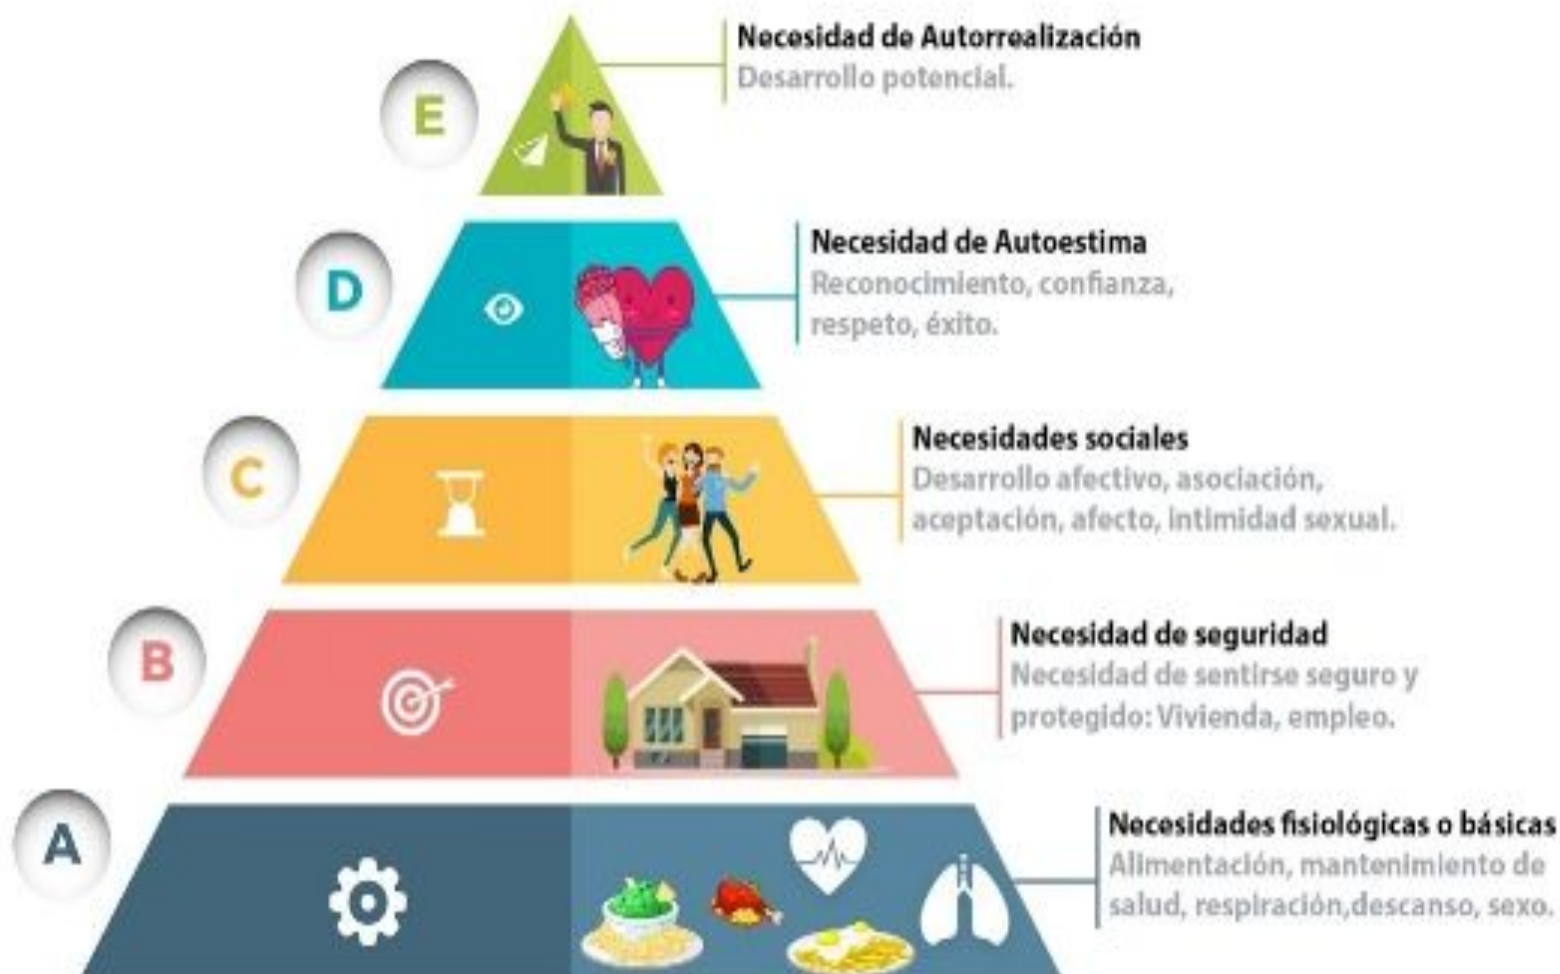 E
Necesidad de Autorrealización
Desarrollo potencial.
D
Necesidad de Autoestima
Reconocimiento, confianza,
respeto, éxito.
C
Necesidades sociales
Desarrollo afectivo, asociación,
aceptación, afecto, intimidad sexual.
B
Necesidad de seguridad
Necesidad de sentirse seguro y
protegido: Vivienda, empleo.
A
Necesidades fisiológicas o básicas
Alimentación, mantenimiento de
salud, respiración,descanso, sexo.